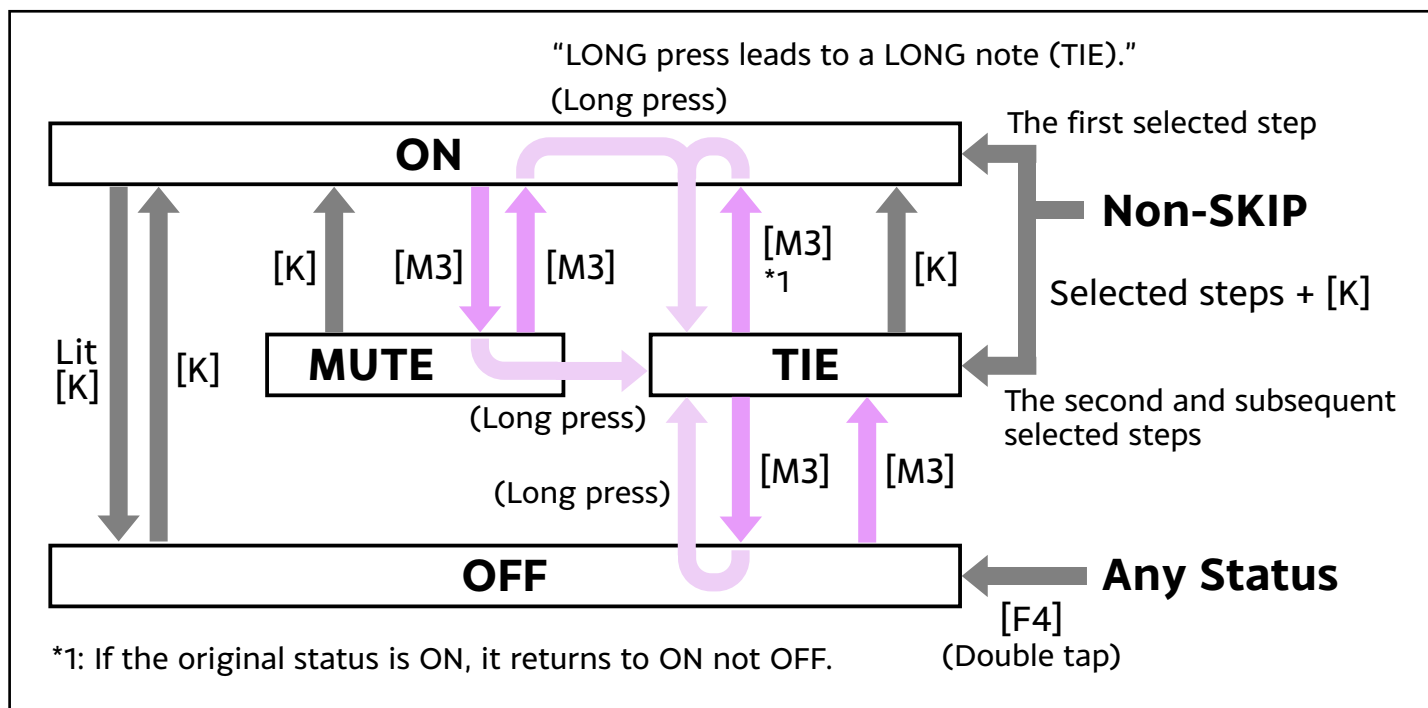 “LONG press leads to a LONG note (TIE).”
(Long press)
The first selected step
ON
Non-SKIP
[K]
[M3]
[M3]
[M3]
*1
[K]
Selected steps + [K]
Lit
[K]
[K]
MUTE
TIE
(Long press)
The second and subsequent
selected steps
(Long press)
[M3]
[M3]
OFF
Any Status
[F4]
(Double tap)
*1: If the original status is ON, it returns to ON not OFF.